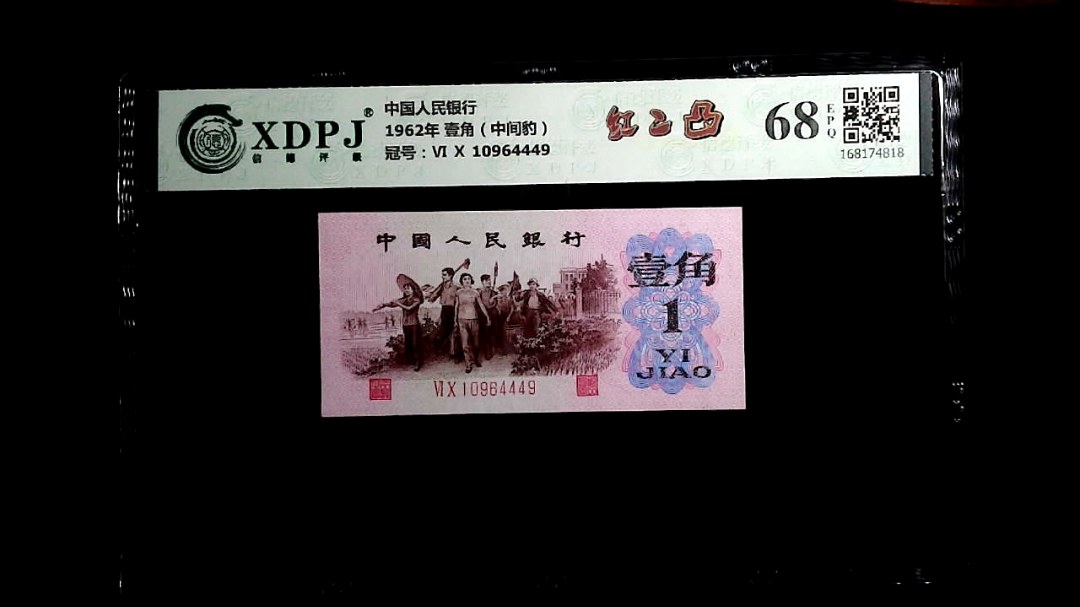 XDPJ®
信德评级
中国人民银行
1962年 壹角（中间豹）
冠号：VI X 10964449
红二凸
68
EPQ
168174818
中國人民銀行
壹角
1
YI
JIAO
VI X 10964449